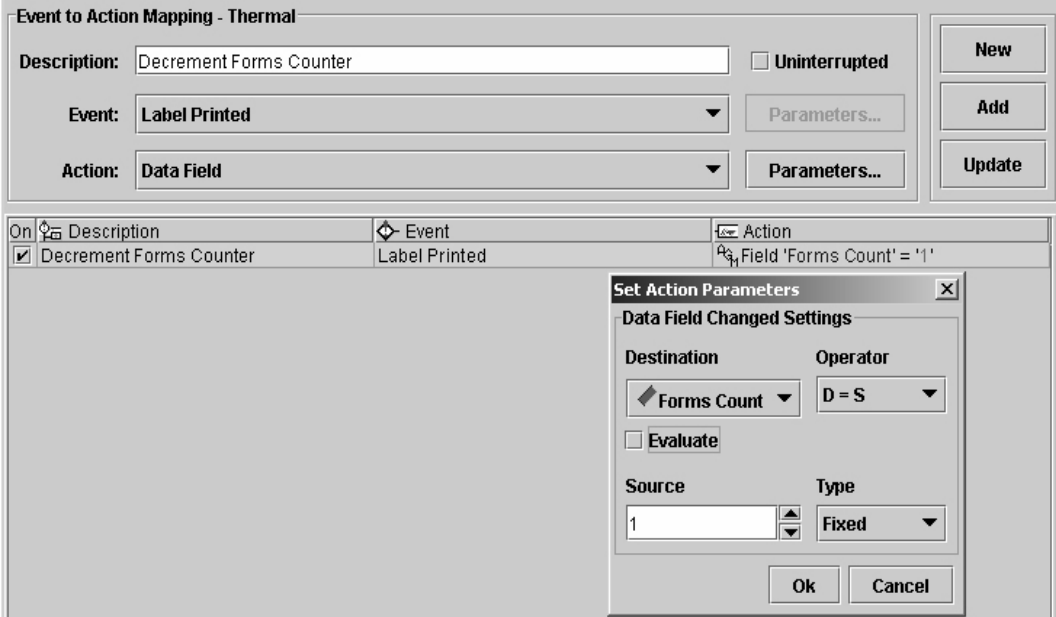 Event to Action Mapping - Thermal
Description: Decrement Forms Counter Uninterrupted
Event: Label Printed Parameters...
Action: Data Field Parameters...
New
Add
Update
On Description Event Action
Decrement Forms Counter Label Printed Field 'Forms Count' = '1'
Set Action Parameters
Data Field Changed Settings
Destination Operator
Forms Count D = S
Evaluate
Source Type
1 Fixed
Ok Cancel